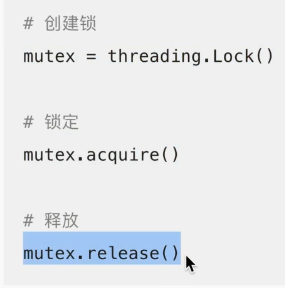 # 创建锁
mutex = threading.Lock()
# 锁定
mutex.acquire()
# 释放
mutex.release()